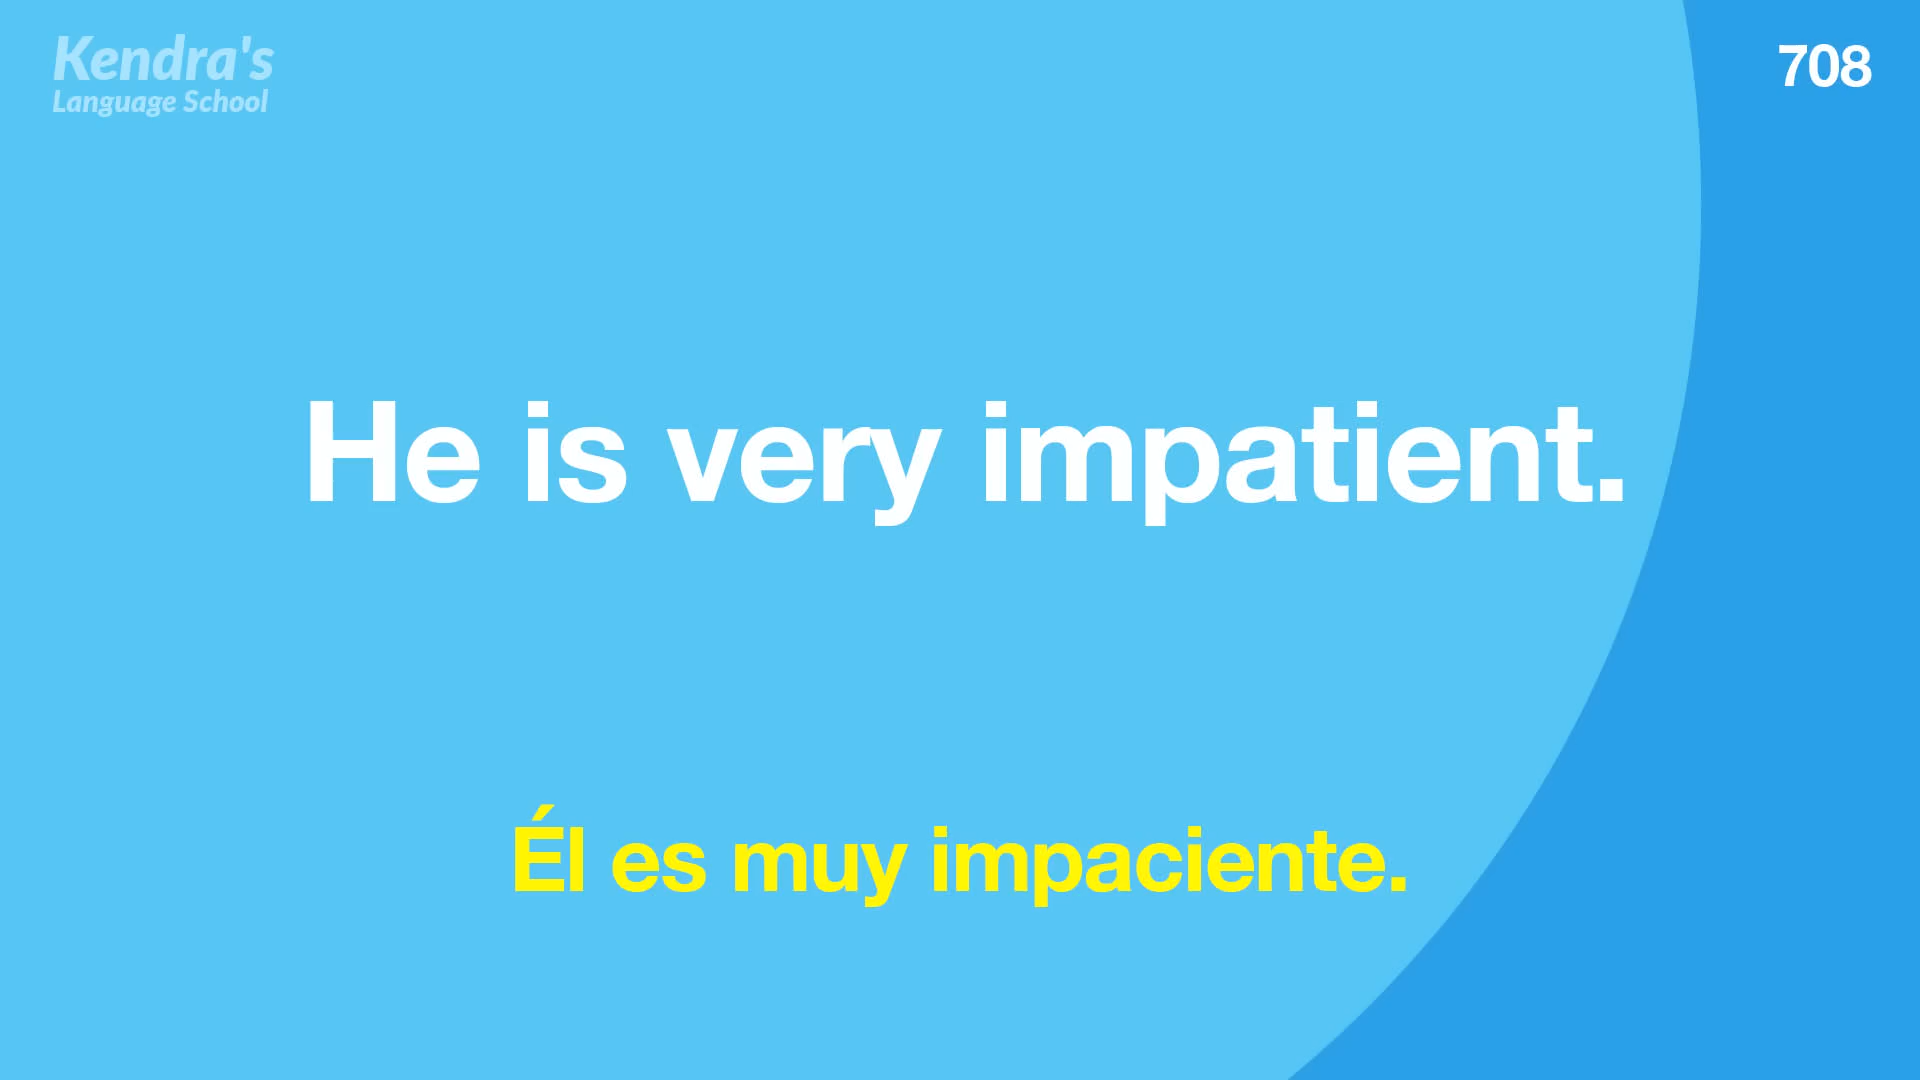 Kendra's
Language School
708
He is very impatient.
Él es muy impaciente.